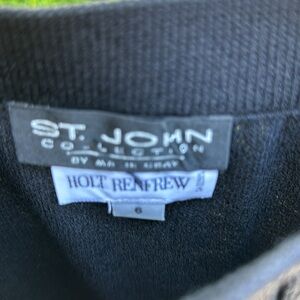 ST. JOHN
COLLECTION
BY MARIE GRAY
HOLT RENFREW
6